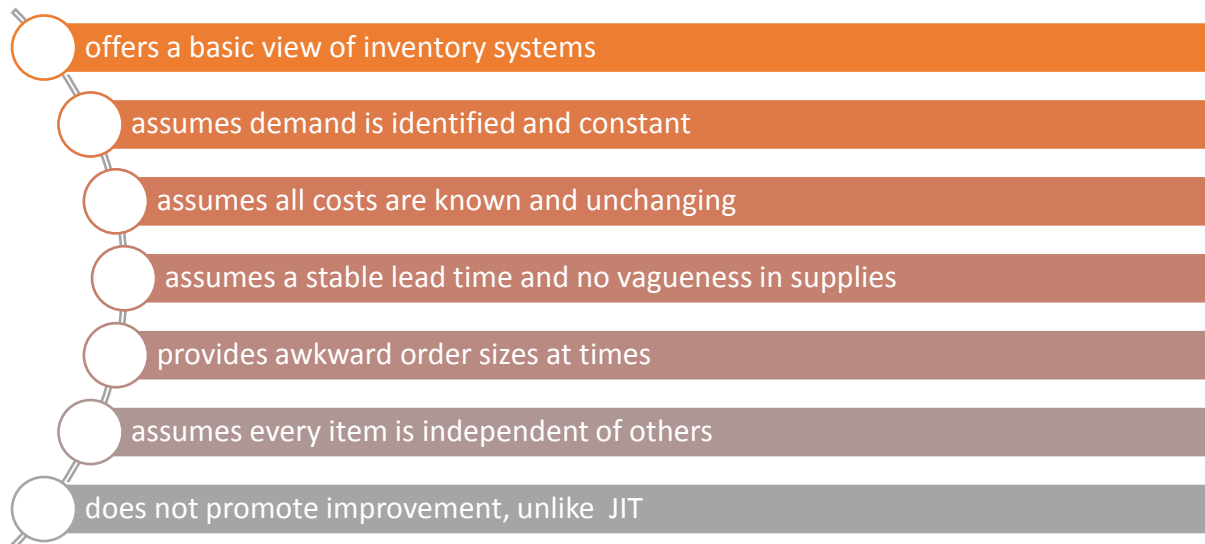 offers a basic view of inventory systems
assumes demand is identified and constant
assumes all costs are known and unchanging
assumes a stable lead time and no vagueness in supplies
provides awkward order sizes at times
assumes every item is independent of others
does not promote improvement, unlike  JIT